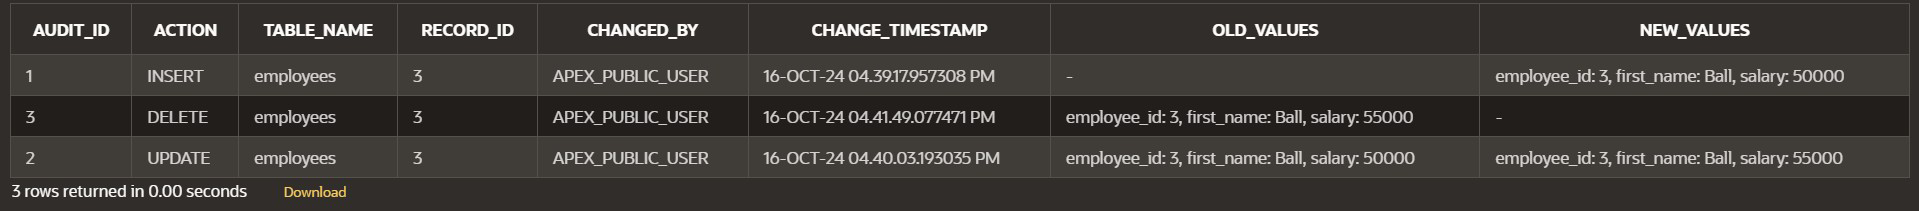 AUDIT_ID ACTION TABLE_NAME RECORD_ID CHANGED_BY CHANGE_TIMESTAMP OLD_VALUES NEW_VALUES
1 INSERT employees 3 APEX_PUBLIC_USER 16-OCT-24 04.39.17.957308 PM - employee_id: 3, first_name: Ball, salary: 50000
3 DELETE employees 3 APEX_PUBLIC_USER 16-OCT-24 04.41.49.077471 PM employee_id: 3, first_name: Ball, salary: 55000 -
2 UPDATE employees 3 APEX_PUBLIC_USER 16-OCT-24 04.40.03.193035 PM employee_id: 3, first_name: Ball, salary: 50000 employee_id: 3, first_name: Ball, salary: 55000
3 rows returned in 0.00 seconds Download